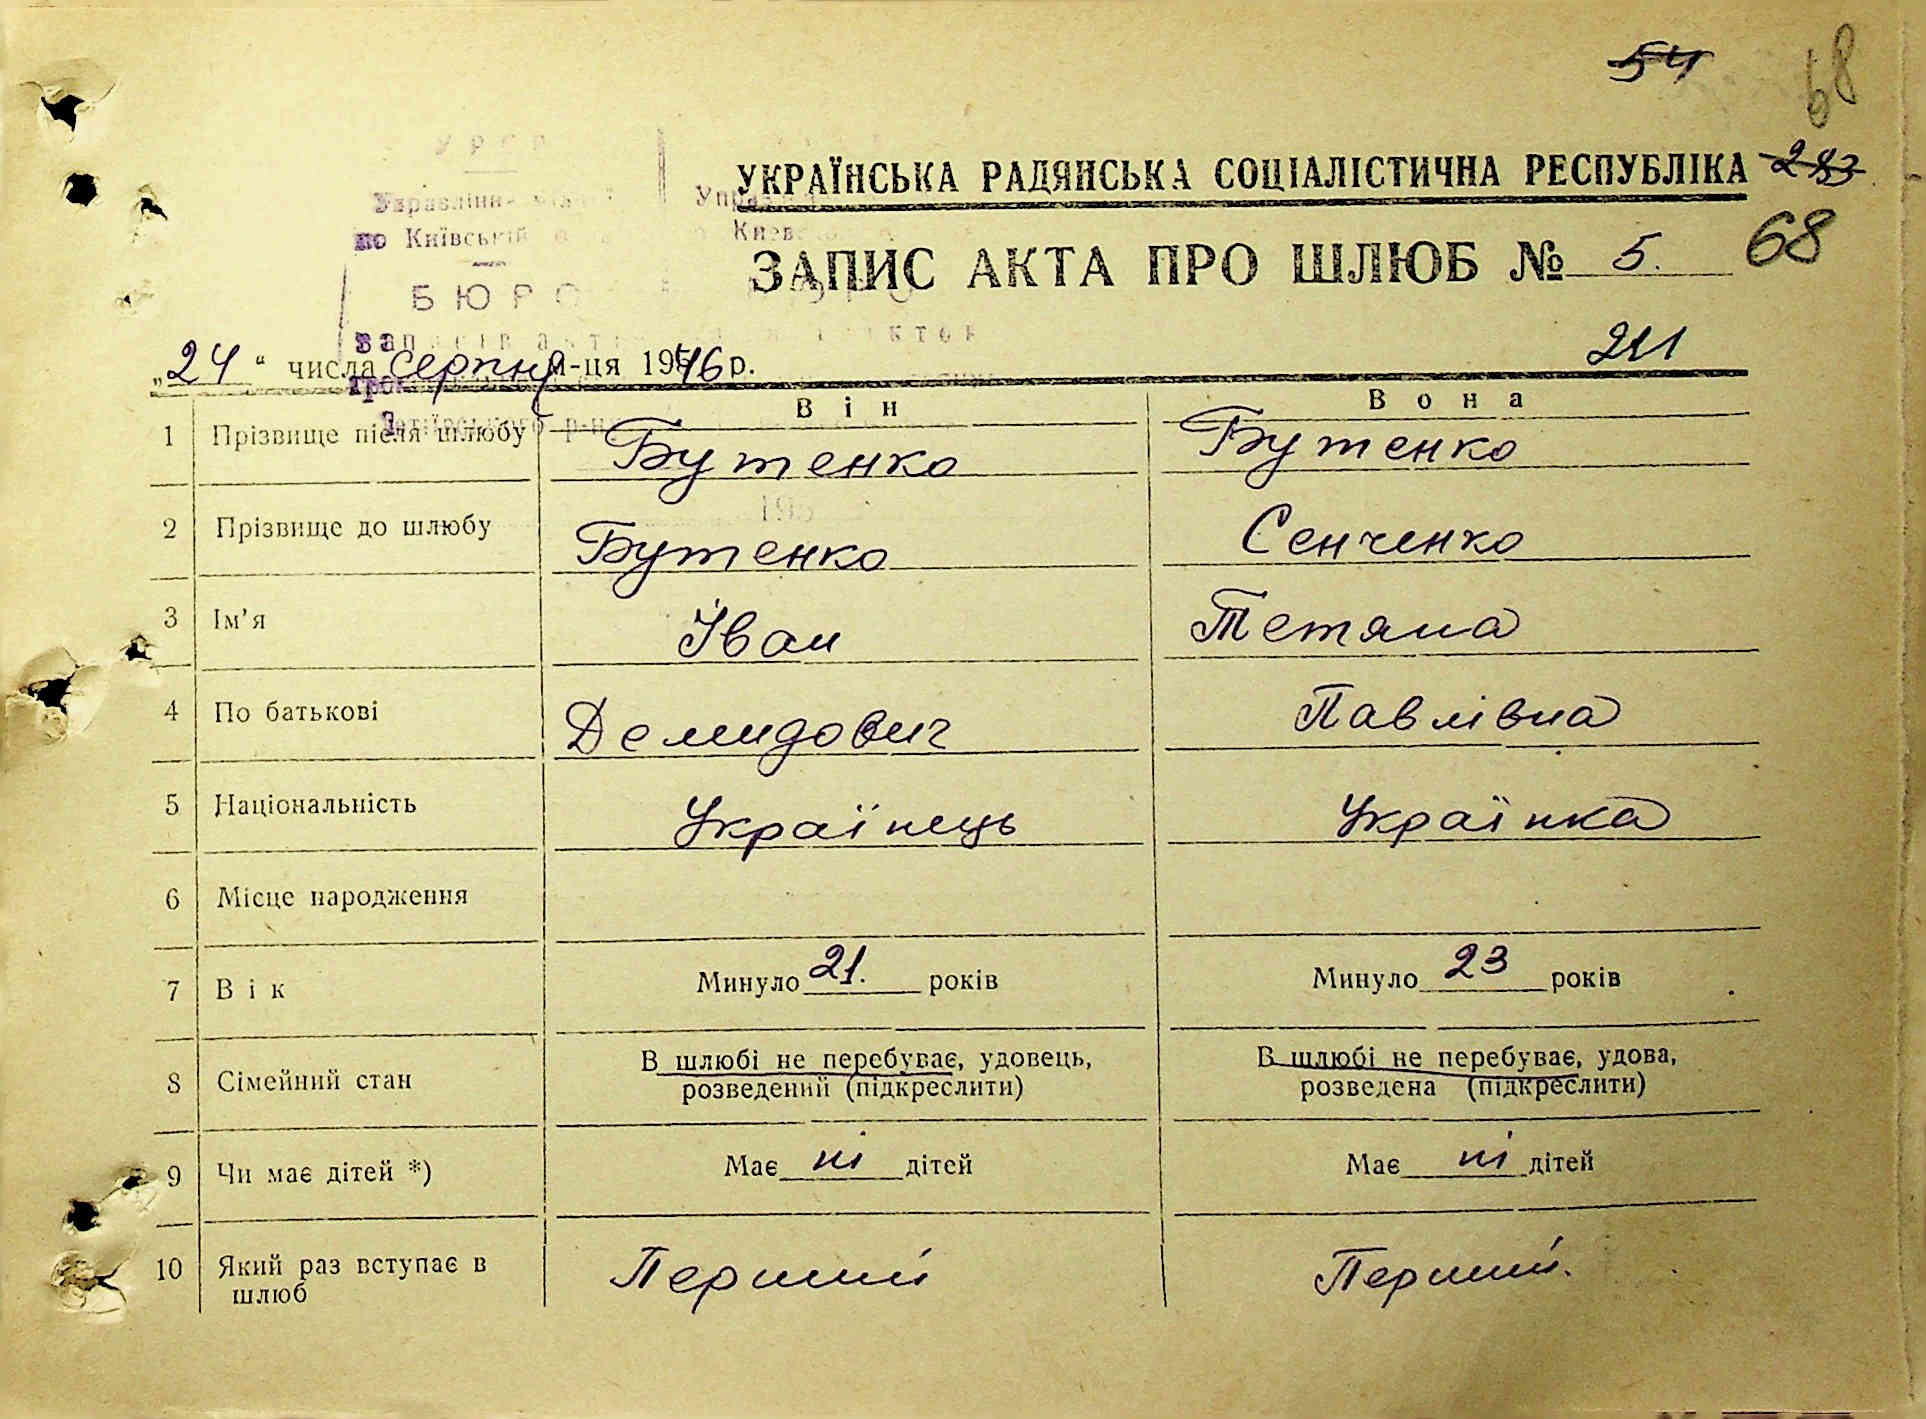 54
68
УКРАЇНСЬКА РАДЯНСЬКА СОЦІАЛІСТИЧНА РЕСПУБЛІКА 283
по Київській
ЗАПИС АКТА ПРО ШЛЮБ № 5. 68
БЮРО
211
„24“ числа серпня м-ця 1946 р.
Він Вона
1 Прізвище після шлюбу Бутенко Бутенко
195
2 Прізвище до шлюбу Бутенко Сенченко
3 Ім’я Іван Тетяна
4 По батькові Демидович Павлівна
5 Національність Українець Українка
6 Місце народження
7 Вік Минуло 21. років Минуло 23 років
8 Сімейний стан В шлюбі не перебуває, удовець, В шлюбі не перебуває, удова,
розведений (підкреслити) розведена (підкреслити)
9 Чи має дітей *) Має ні дітей Має ні дітей
10 Який раз вступає в Перший Перший.
шлюб